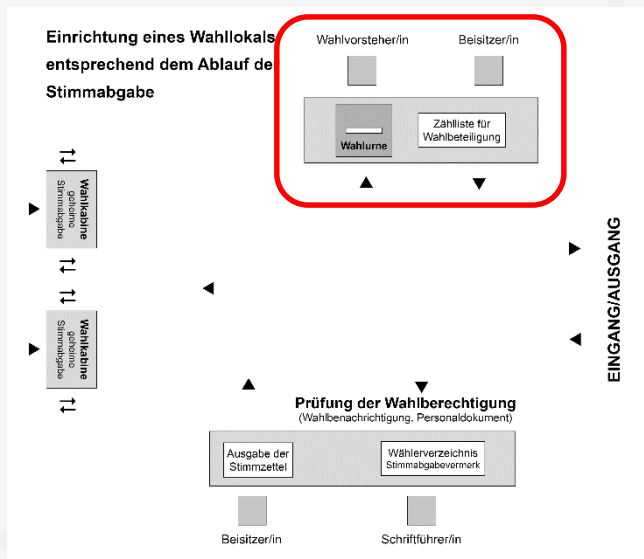 Einrichtung eines Wahllokals
entsprechend dem Ablauf de
Stimmabgabe
Wahlvorsteher/in
Beisitzer/in
Wahlurne
Zählliste für
Wahlbeteiligung
Wahlkabine
geheime
Stimmabgabe
Wahlkabine
geheime
Stimmabgabe
EINGANG/AUSGANG
Prüfung der Wahlberechtigung
(Wahlbenachrichtigung, Personaldokument)
Ausgabe der
Stimmzettel
Wählerverzeichnis
Stimmabgabevermerk
Beisitzer/in
Schriftführer/in